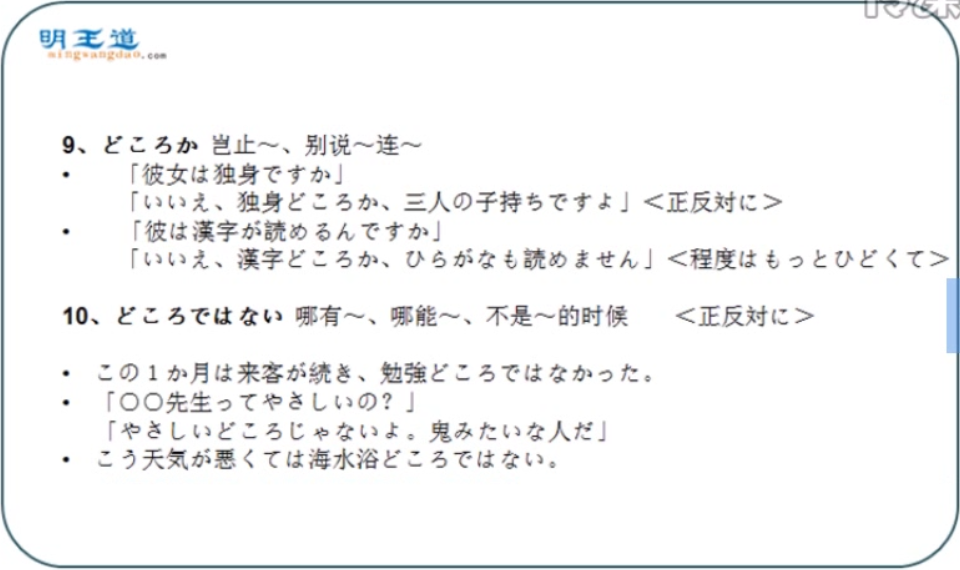 明王道
mingwangdao.com
9、どころか 岂止～、别说～连～
• 「彼女は独身ですか」
「いいえ、独身どころか、三人の子持ちですよ」＜正反対に＞
• 「彼は漢字が読めるんですか」
「いいえ、漢字どころか、ひらがなも読めません」＜程度はもっとひどくて＞
10、どころではない 哪有～、哪能～、不是～的时候 ＜正反対に＞
• この１か月は来客が続き、勉強どころではなかった。
• 「〇〇先生ってやさしいの？」
「やさしいどころじゃないよ。鬼みたいな人だ」
• こう天気が悪くては海水浴どころではない。